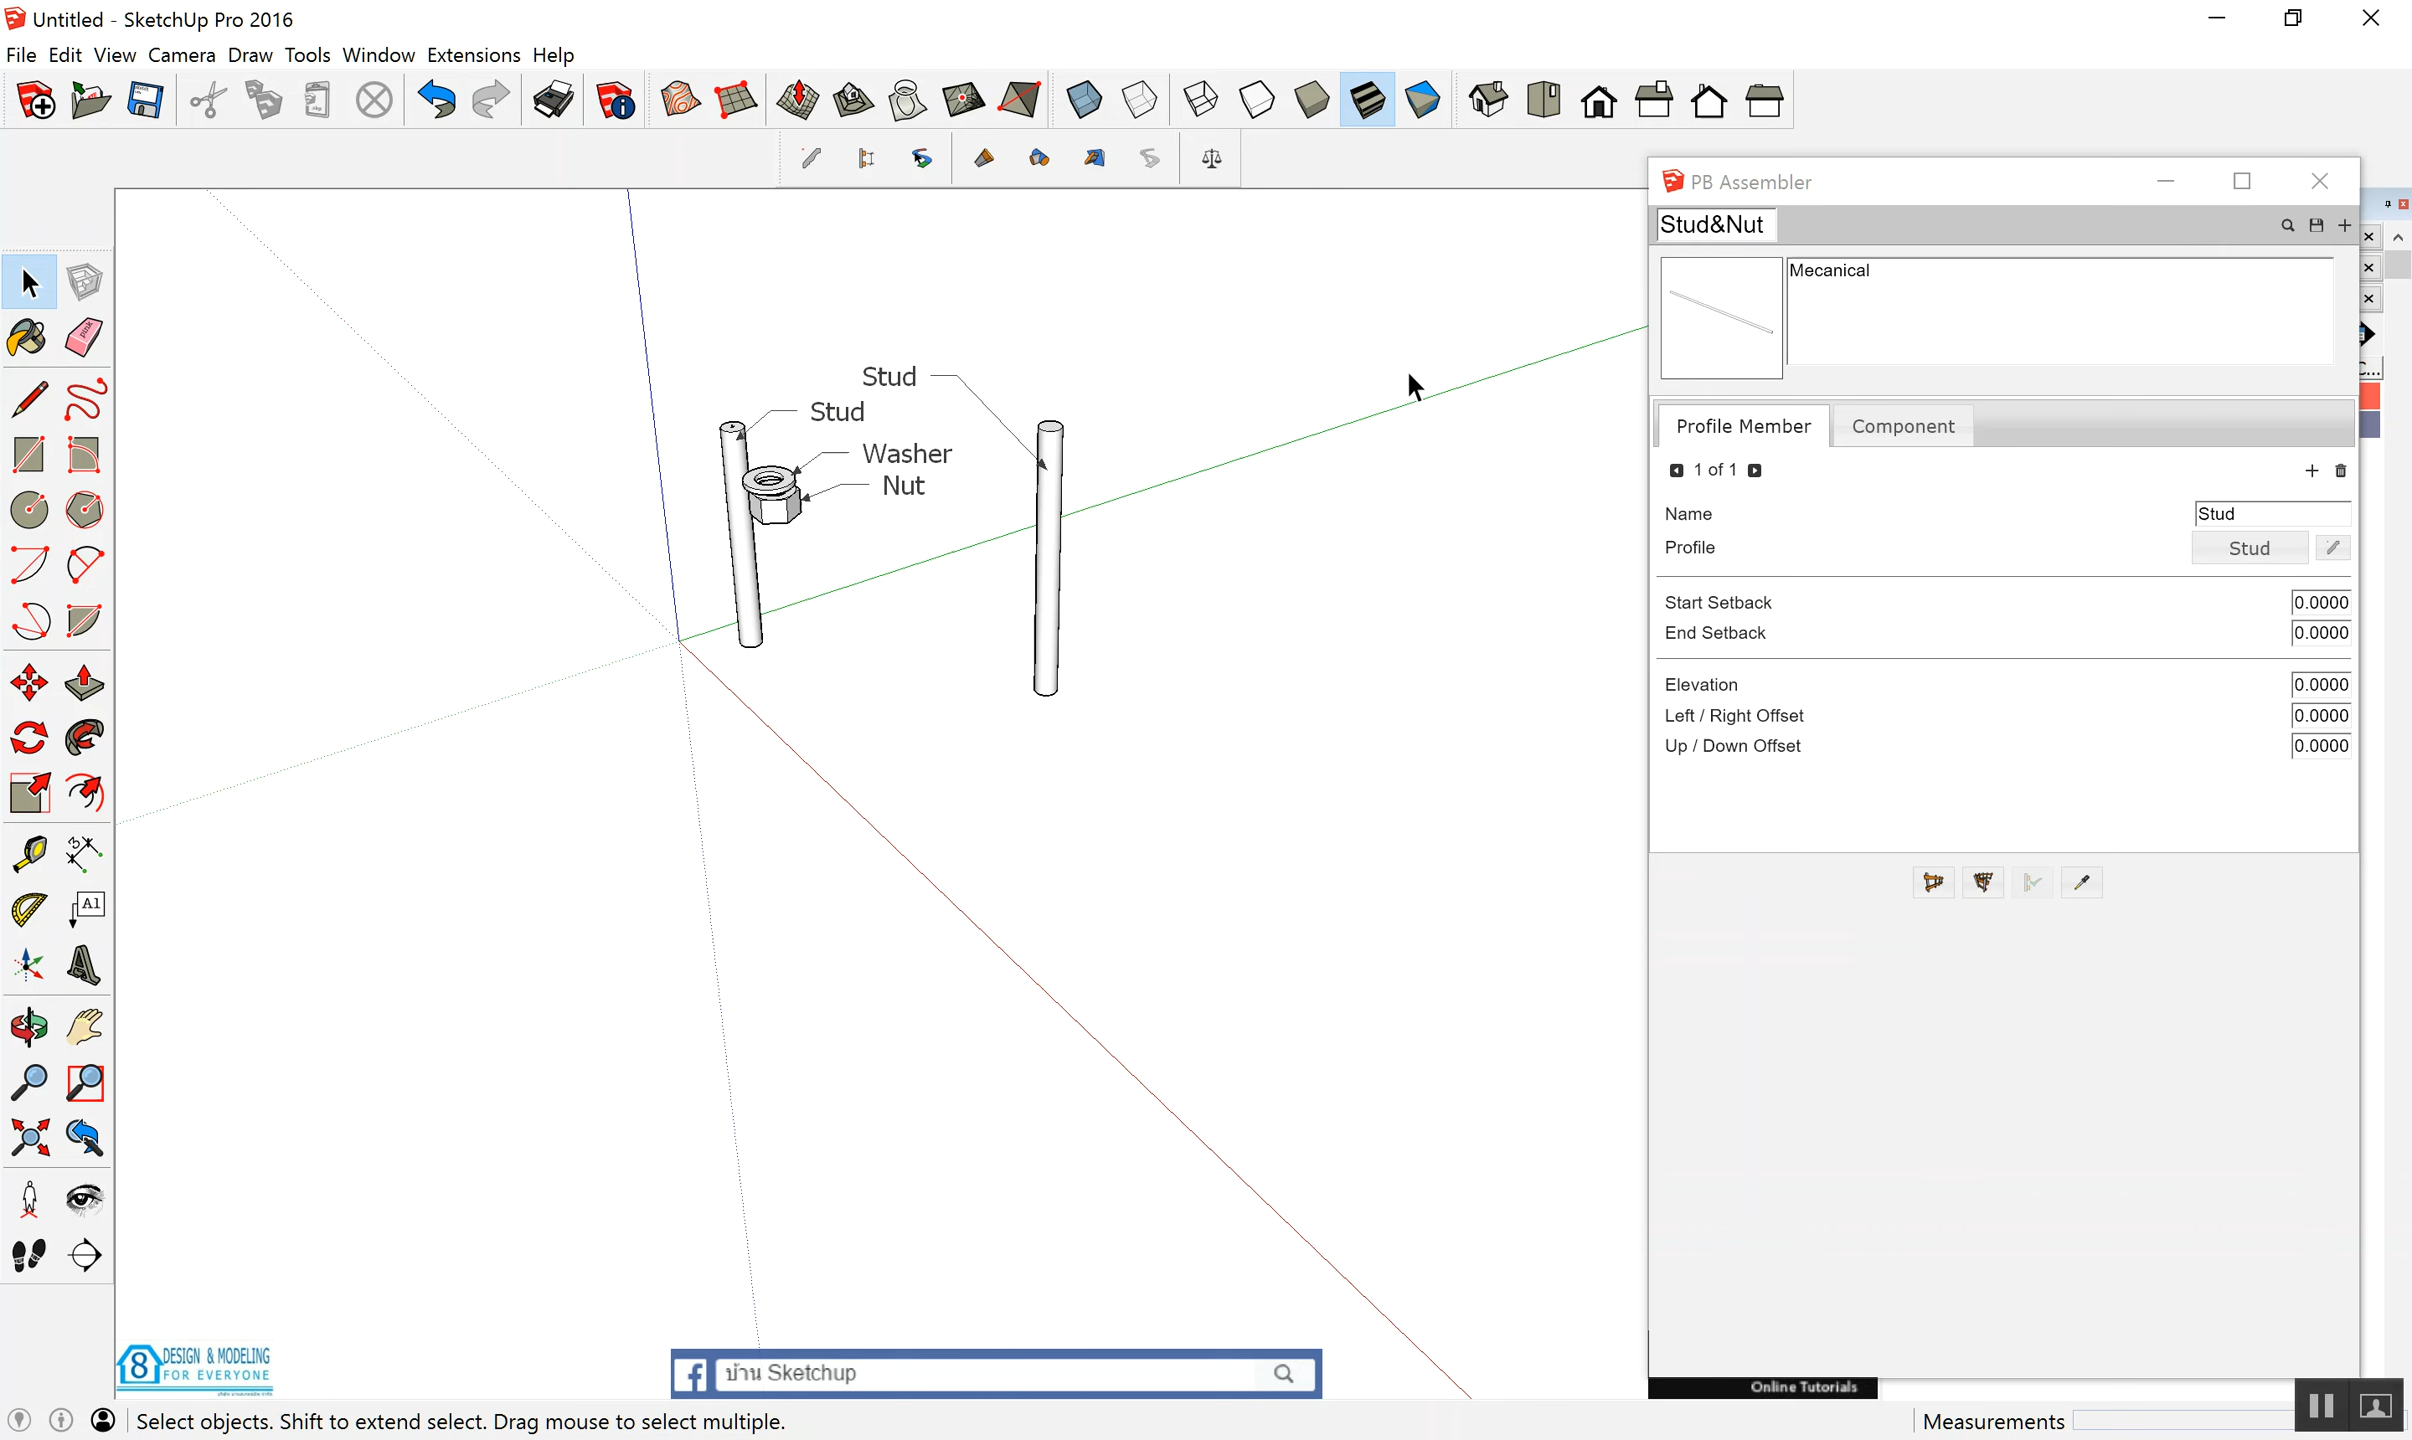 Untitled - SketchUp Pro 2016
File Edit View Camera Draw Tools Window Extensions Help
PB Assembler
Stud&Nut
Mecanical
Profile Member
Component
1 of 1
Name
Stud
Profile
Stud
Start Setback
0.0000
End Setback
0.0000
Elevation
0.0000
Left / Right Offset
0.0000
Up / Down Offset
0.0000
Stud
Stud
Washer
Nut
A1
3
8
DESIGN & MODELING
FOR EVERYONE
บ้าน Sketchup
Online Tutorials
Select objects. Shift to extend select. Drag mouse to select multiple.
Measurements